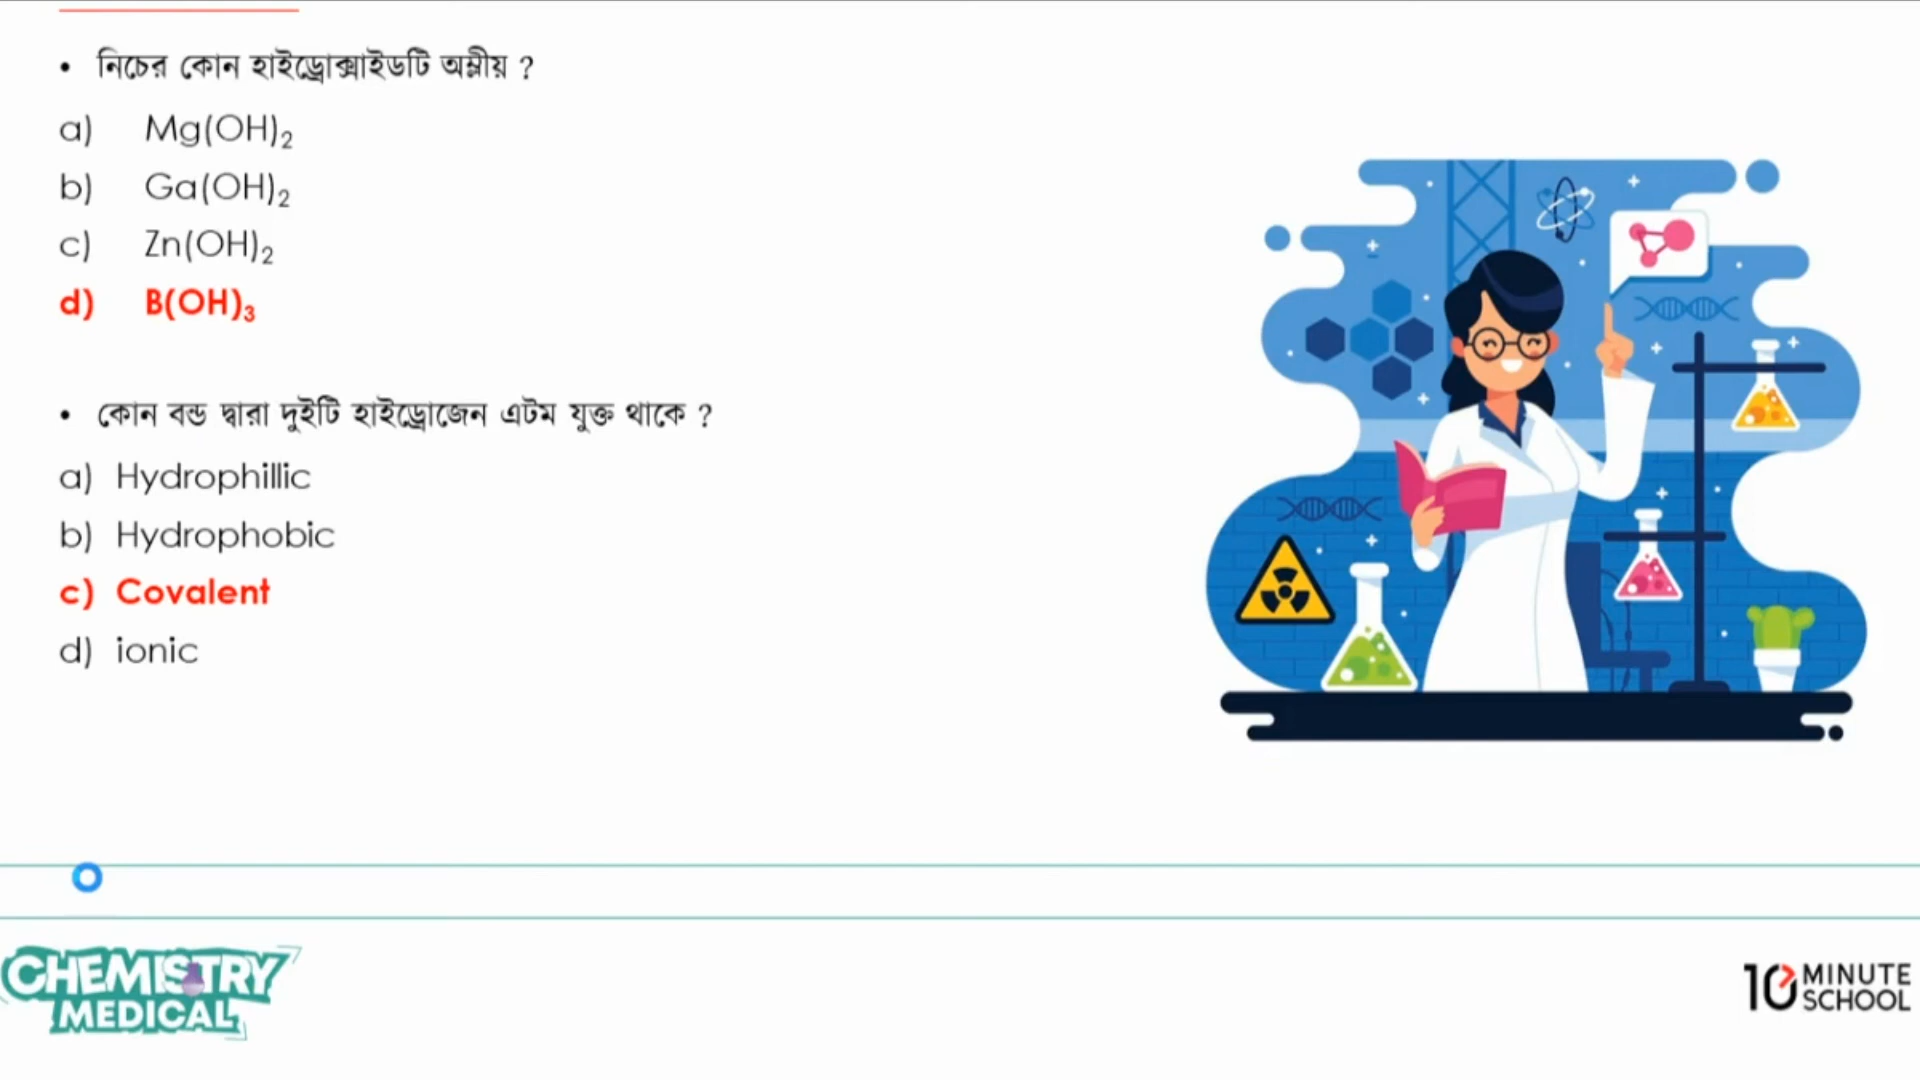 • নিচের কোন হাইড্রোক্সাইডটি অম্লীয় ?
a) Mg(OH)₂
b) Ga(OH)₂
c) Zn(OH)₂
d) B(OH)₃
• কোন বন্ড দ্বারা দুইটি হাইড্রোজেন এটম যুক্ত থাকে ?
a) Hydrophillic
b) Hydrophobic
c) Covalent
d) ionic
CHEMISTRY
MEDICAL
10 MINUTE
SCHOOL